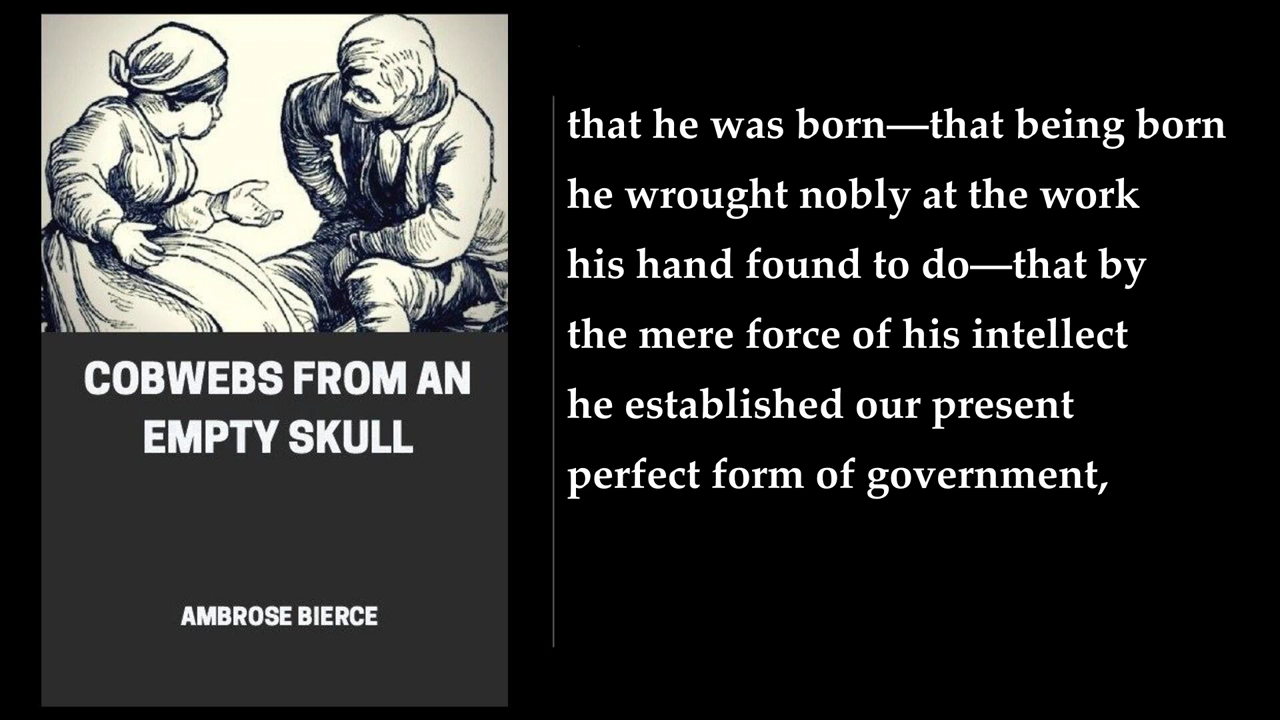 COBWEBS FROM AN
EMPTY SKULL
AMBROSE BIERCE
that he was born—that being born
he wrought nobly at the work
his hand found to do—that by
the mere force of his intellect
he established our present
perfect form of government,